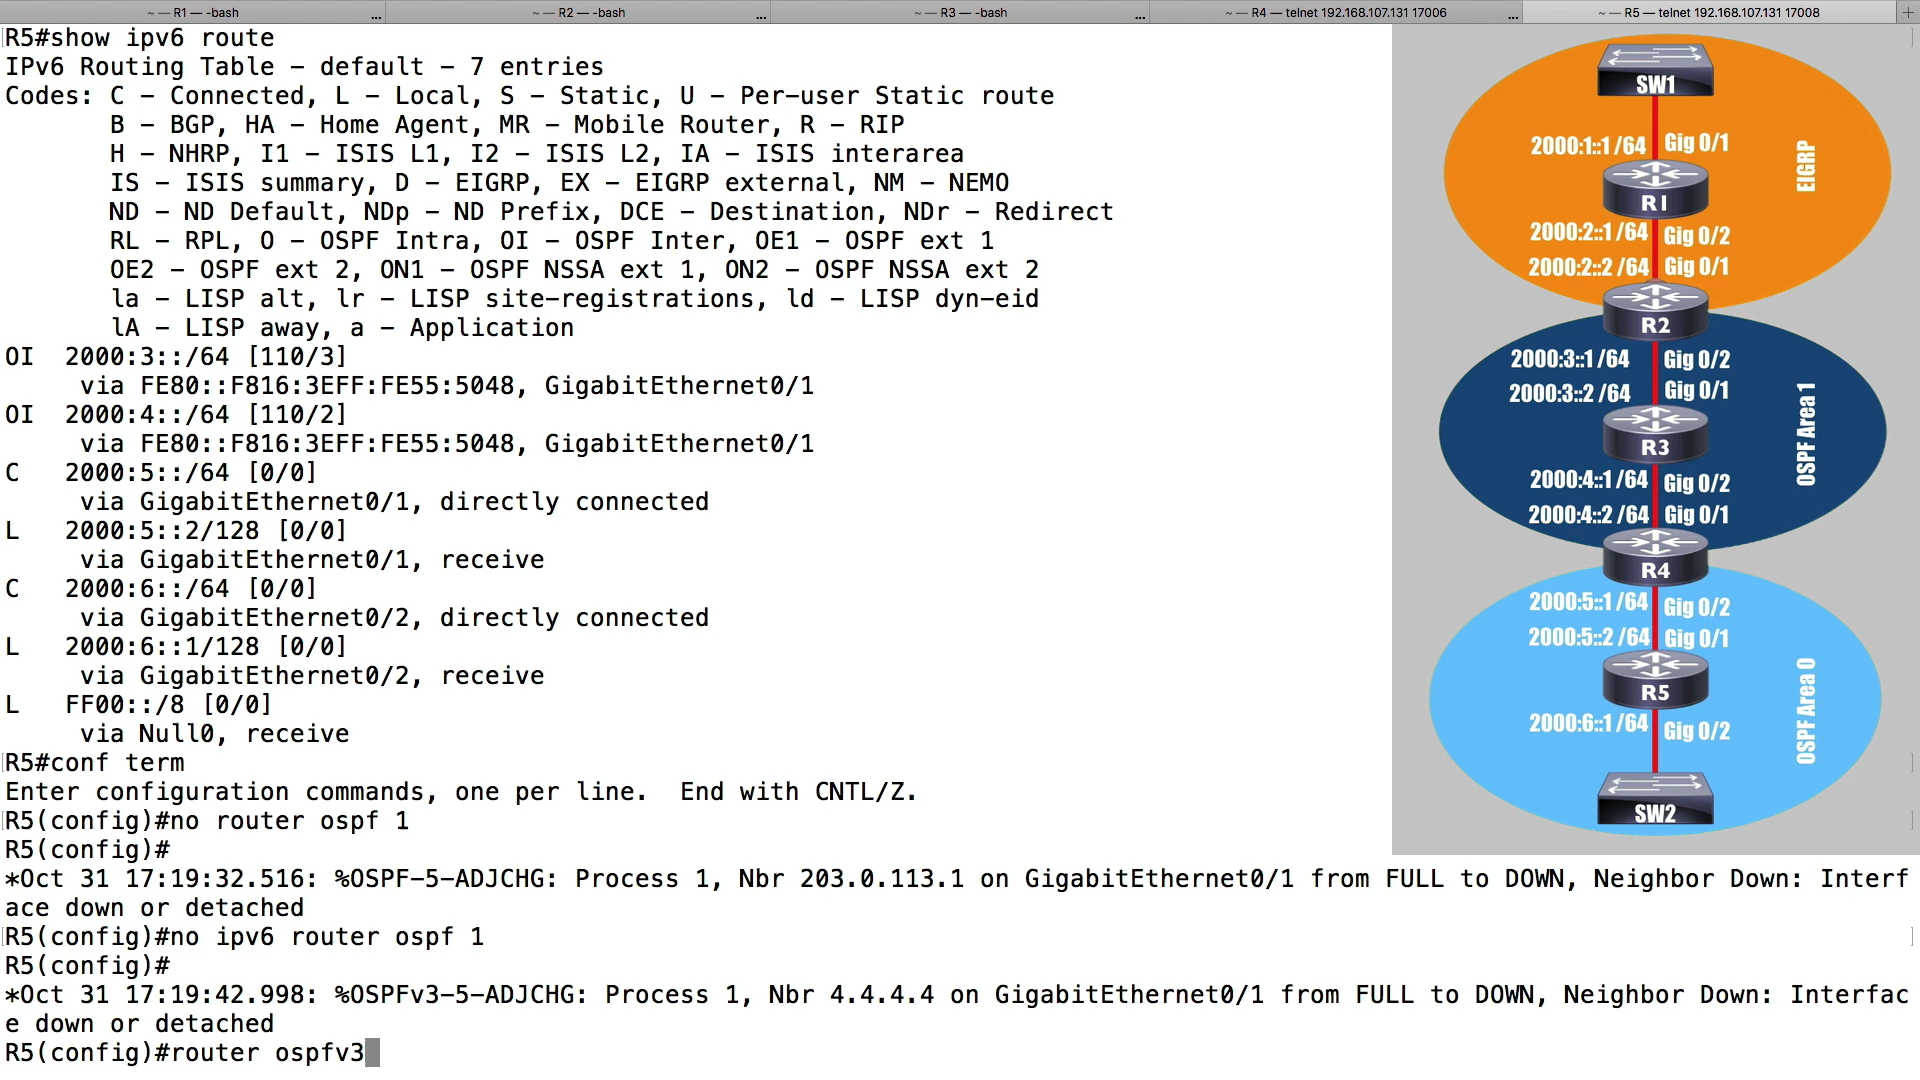 ~ — R1 — -bash ...
~ — R2 — -bash ...
~ — R3 — -bash ...
~ — R4 — telnet 192.168.107.131 17006 ...
~ — R5 — telnet 192.168.107.131 17008 +
R5#show ipv6 route
IPv6 Routing Table - default - 7 entries
Codes: C - Connected, L - Local, S - Static, U - Per-user Static route
B - BGP, HA - Home Agent, MR - Mobile Router, R - RIP
H - NHRP, I1 - ISIS L1, I2 - ISIS L2, IA - ISIS interarea
IS - ISIS summary, D - EIGRP, EX - EIGRP external, NM - NEMO
ND - ND Default, NDp - ND Prefix, DCE - Destination, NDr - Redirect
RL - RPL, O - OSPF Intra, OI - OSPF Inter, OE1 - OSPF ext 1
OE2 - OSPF ext 2, ON1 - OSPF NSSA ext 1, ON2 - OSPF NSSA ext 2
la - LISP alt, lr - LISP site-registrations, ld - LISP dyn-eid
lA - LISP away, a - Application
OI 2000:3::/64 [110/3]
via FE80::F816:3EFF:FE55:5048, GigabitEthernet0/1
OI 2000:4::/64 [110/2]
via FE80::F816:3EFF:FE55:5048, GigabitEthernet0/1
C 2000:5::/64 [0/0]
via GigabitEthernet0/1, directly connected
L 2000:5::2/128 [0/0]
via GigabitEthernet0/1, receive
C 2000:6::/64 [0/0]
via GigabitEthernet0/2, directly connected
L 2000:6::1/128 [0/0]
via GigabitEthernet0/2, receive
L FF00::/8 [0/0]
via Null0, receive
R5#conf term
Enter configuration commands, one per line. End with CNTL/Z.
R5(config)#no router ospf 1
R5(config)#
*Oct 31 17:19:32.516: %OSPF-5-ADJCHG: Process 1, Nbr 203.0.113.1 on GigabitEthernet0/1 from FULL to DOWN, Neighbor Down: Interf
ace down or detached
R5(config)#no ipv6 router ospf 1
R5(config)#
*Oct 31 17:19:42.998: %OSPFv3-5-ADJCHG: Process 1, Nbr 4.4.4.4 on GigabitEthernet0/1 from FULL to DOWN, Neighbor Down: Interfac
e down or detached
R5(config)#router ospfv3
SW1
2000:1::1 /64 Gig 0/1
EIGRP
R1
2000:2::1 /64 Gig 0/2
2000:2::2 /64 Gig 0/1
R2
2000:3::1 /64 Gig 0/2
2000:3::2 /64 Gig 0/1
OSPF Area 1
R3
2000:4::1 /64 Gig 0/2
2000:4::2 /64 Gig 0/1
R4
2000:5::1 /64 Gig 0/2
2000:5::2 /64 Gig 0/1
R5
OSPF Area 0
2000:6::1 /64 Gig 0/2
SW2